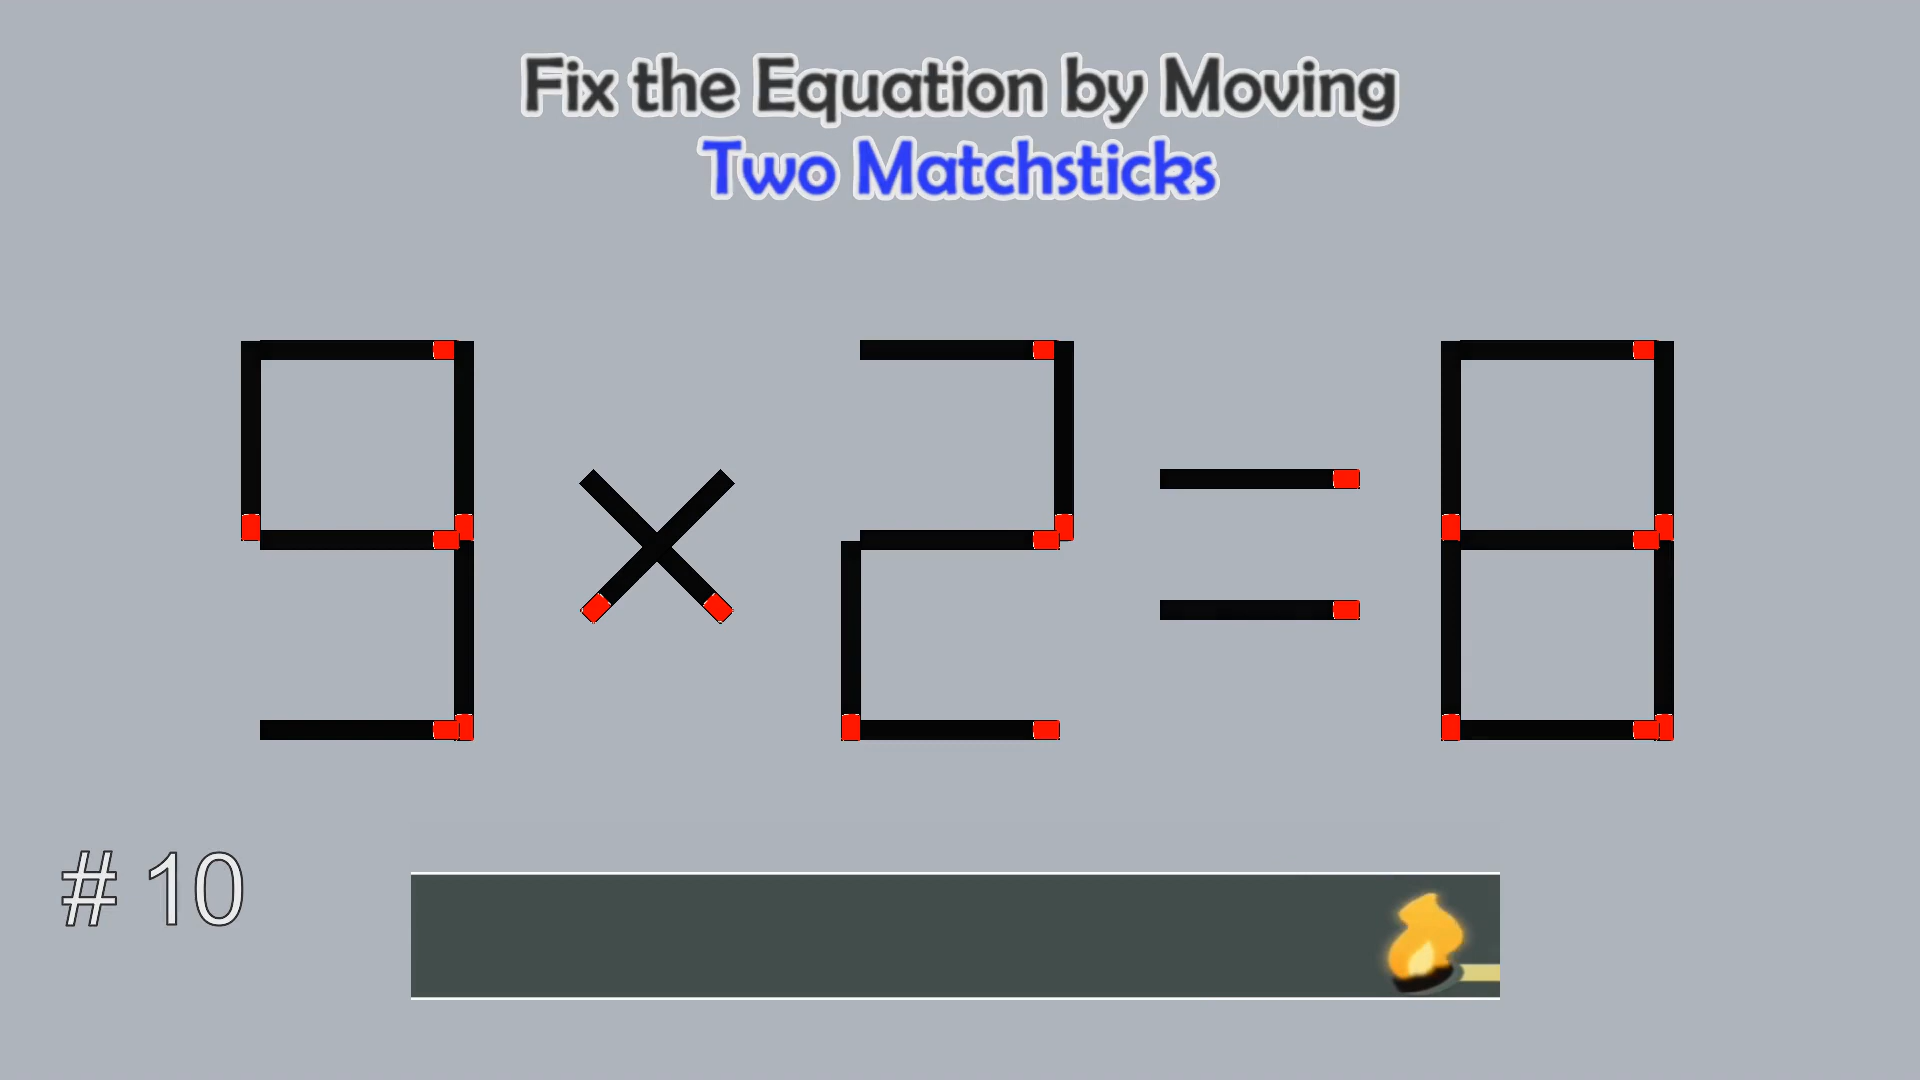 Fix the Equation by Moving
Two Matchsticks
9 × 2 = 8
# 10